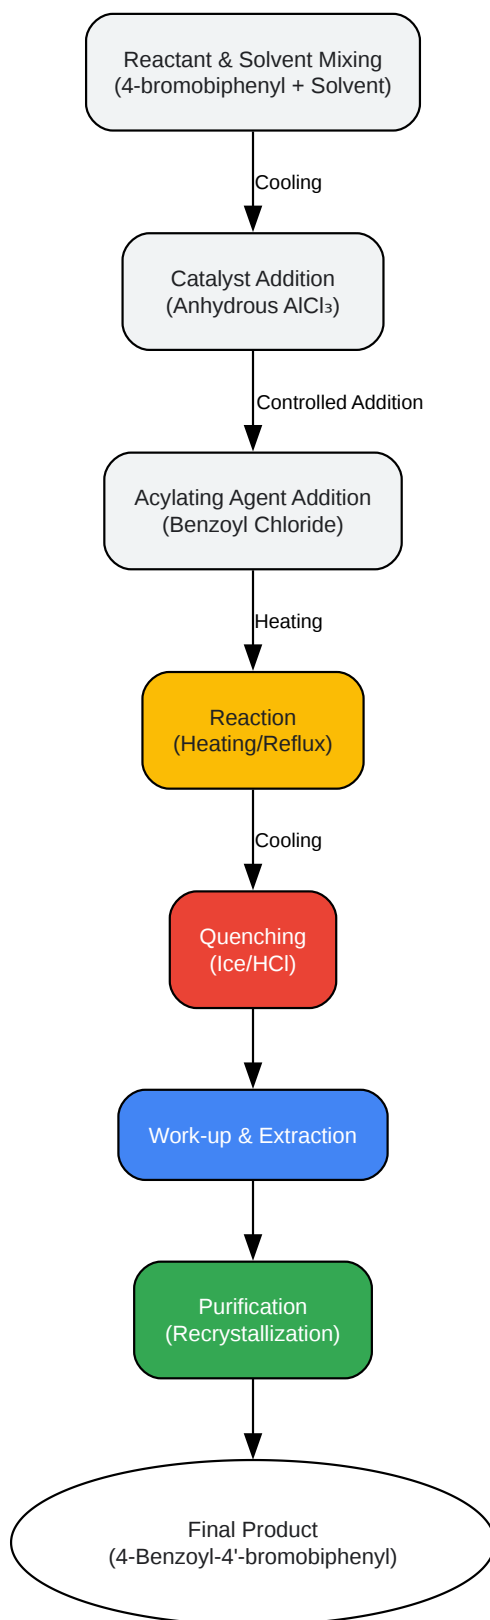 Reactant & Solvent Mixing
(4-bromobiphenyl + Solvent)
Cooling
Catalyst Addition
(Anhydrous AlCl₃)
Controlled Addition
Acylating Agent Addition
(Benzoyl Chloride)
Heating
Reaction
(Heating/Reflux)
Cooling
Quenching
(Ice/HCl)
Work-up & Extraction
Purification
(Recrystallization)
Final Product
(4-Benzoyl-4'-bromobiphenyl)